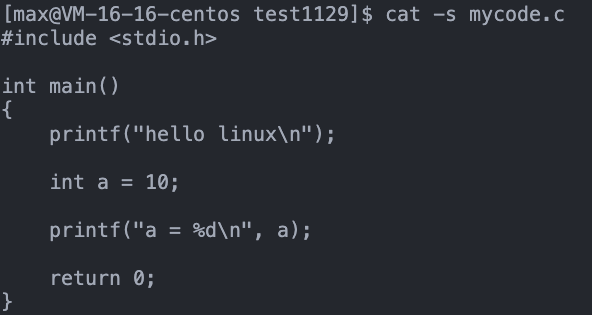 [max@VM-16-16-centos test1129]$ cat -s mycode.c
#include <stdio.h>

int main()
{
    printf("hello linux\n");

    int a = 10;

    printf("a = %d\n", a);

    return 0;
}